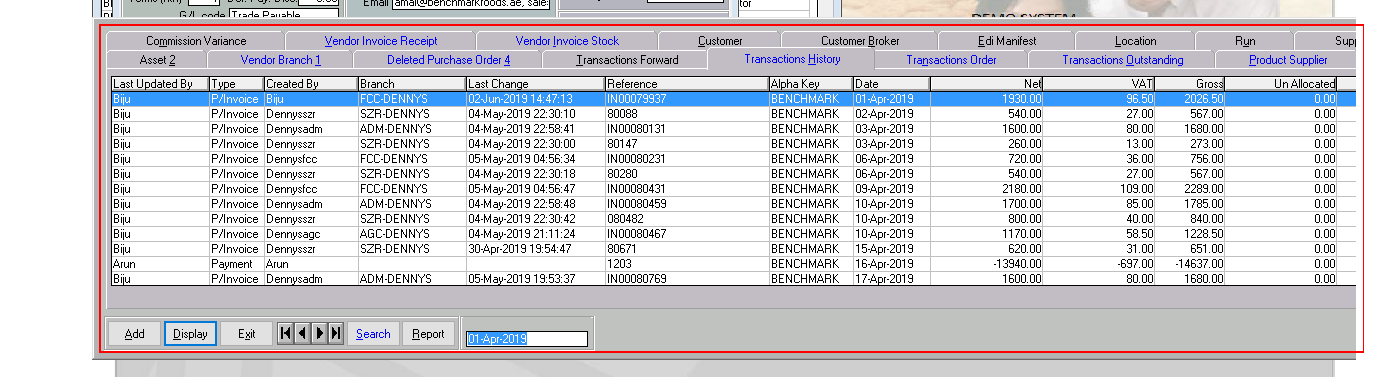 Email amal@benchmarkfoods.ae, sale
G/L code Trade Payable
tor
DEMO SYSTEM
Commission Variance Vendor Invoice Receipt Vendor Invoice Stock Customer Customer Broker Edi Manifest Location Run Supp
Asset 2 Vendor Branch 1 Deleted Purchase Order 4 Transactions Forward Transactions History Transactions Order Transactions Outstanding Product Supplier
Last Updated By Type Created By Branch Last Change Reference Alpha Key Date Net VAT Gross Un Allocated
Biju P/Invoice Biju FCC-DENNYS 02-Jun-2019 14:47:13 IN00079937 BENCHMARK 01-Apr-2019 1930.00 96.50 2026.50 0.00
Biju P/Invoice Dennysszr SZR-DENNYS 04-May-2019 22:30:10 80088 BENCHMARK 02-Apr-2019 540.00 27.00 567.00 0.00
Biju P/Invoice Dennysadm ADM-DENNYS 04-May-2019 22:58:41 IN00080131 BENCHMARK 03-Apr-2019 1600.00 80.00 1680.00 0.00
Biju P/Invoice Dennysszr SZR-DENNYS 04-May-2019 22:30:00 80147 BENCHMARK 03-Apr-2019 260.00 13.00 273.00 0.00
Biju P/Invoice Dennysfcc FCC-DENNYS 05-May-2019 04:56:34 IN00080231 BENCHMARK 06-Apr-2019 720.00 36.00 756.00 0.00
Biju P/Invoice Dennysszr SZR-DENNYS 04-May-2019 22:30:18 80280 BENCHMARK 06-Apr-2019 540.00 27.00 567.00 0.00
Biju P/Invoice Dennysfcc FCC-DENNYS 05-May-2019 04:56:47 IN00080431 BENCHMARK 09-Apr-2019 2180.00 109.00 2289.00 0.00
Biju P/Invoice Dennysadm ADM-DENNYS 04-May-2019 22:58:48 IN00080459 BENCHMARK 10-Apr-2019 1700.00 85.00 1785.00 0.00
Biju P/Invoice Dennysszr SZR-DENNYS 04-May-2019 22:30:42 080482 BENCHMARK 10-Apr-2019 800.00 40.00 840.00 0.00
Biju P/Invoice Dennysagc AGC-DENNYS 04-May-2019 21:11:24 IN00080467 BENCHMARK 10-Apr-2019 1170.00 58.50 1228.50 0.00
Biju P/Invoice Dennysszr SZR-DENNYS 30-Apr-2019 19:54:47 80671 BENCHMARK 15-Apr-2019 620.00 31.00 651.00 0.00
Arun Payment Arun 1203 BENCHMARK 16-Apr-2019 -13940.00 -697.00 -14637.00 0.00
Biju P/Invoice Dennysadm ADM-DENNYS 05-May-2019 19:53:37 IN00080769 BENCHMARK 17-Apr-2019 1600.00 80.00 1680.00 0.00
Add Display Exit Search Report 01-Apr-2019